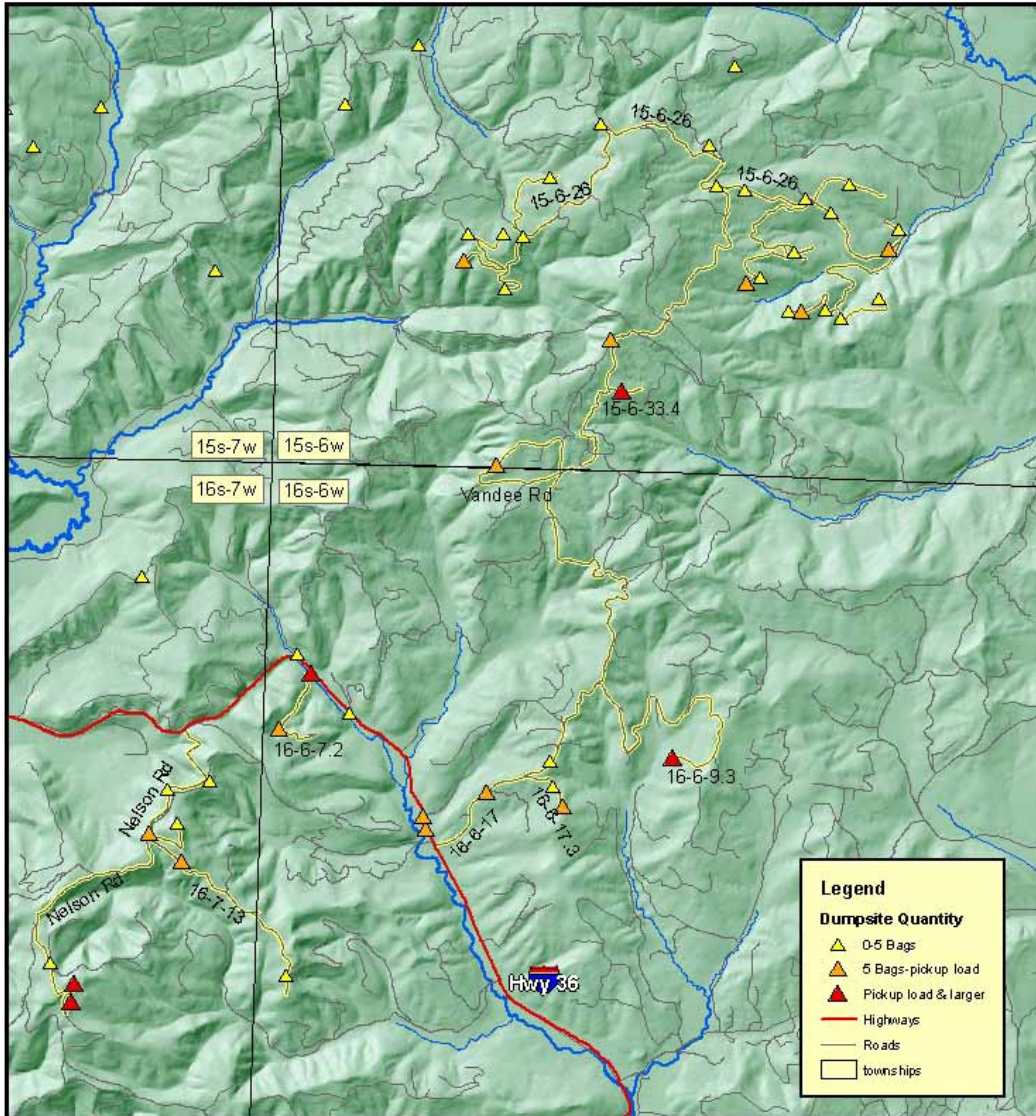 15-6-26
15-6-26
15-6-26
15-6-33.4
15s-7w
15s-6w
16s-7w
16s-6w
Vandee Rd
16-6-7.2
16-6-9.3
Nelson Rd
16-6-17
16-6-17.3
Nelson Rd
16-7-13
Hwy 36
Legend
Dumpsite Quantity
0-5 Bags
5 Bags-pickup load
Pickup load & larger
Highways
Roads
townships